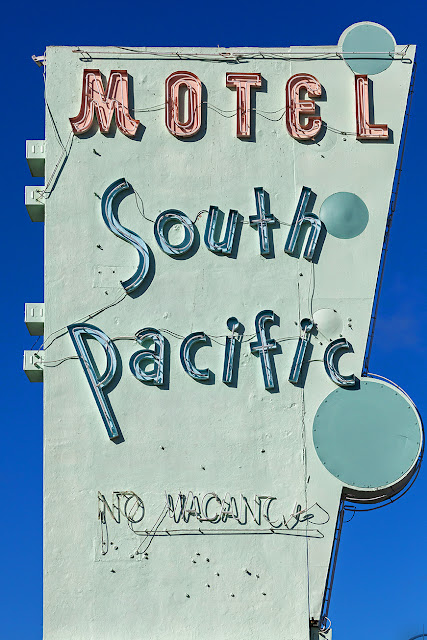 MOTEL
South
Pacific
NO VACANCY